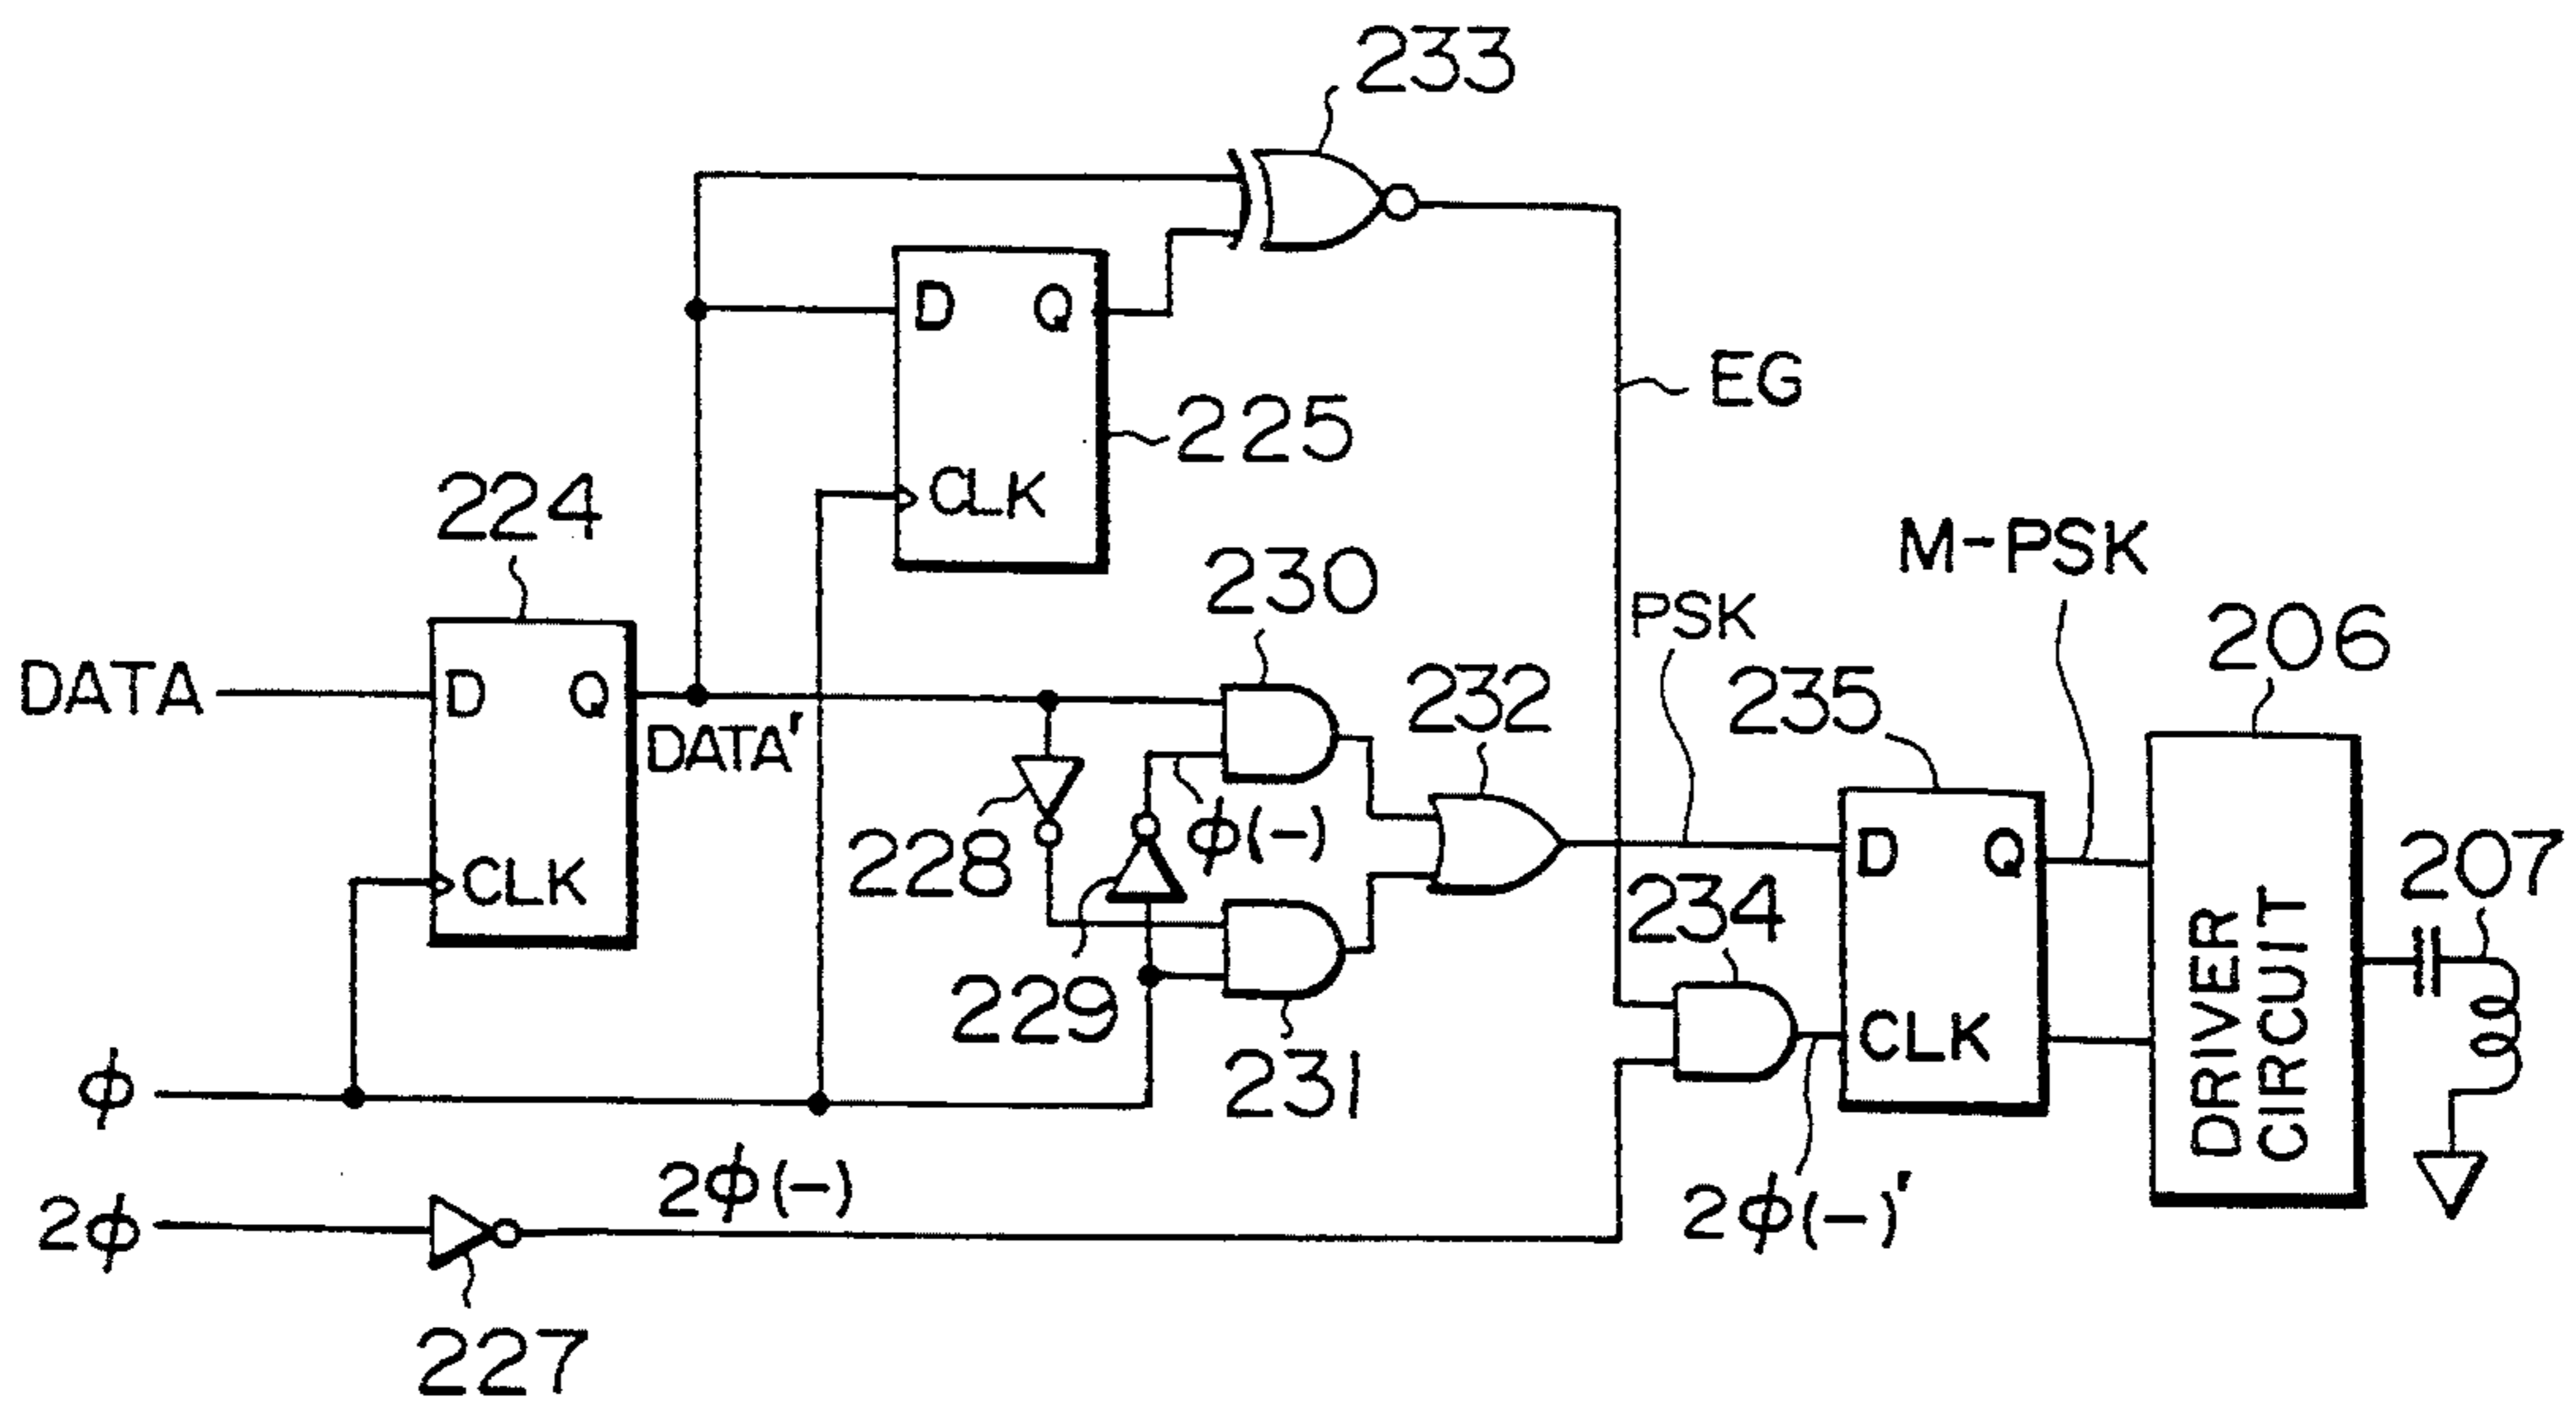 233
D Q
EG
225
CLK
224
230
M-PSK
PSK
206
DATA
D Q
DATA'
232
235
228
ϕ(-)
D Q
207
CLK
234
229
DRIVER
CIRCUIT
231
CLK
ϕ
2ϕ(-)
2ϕ(-)'
2ϕ
227